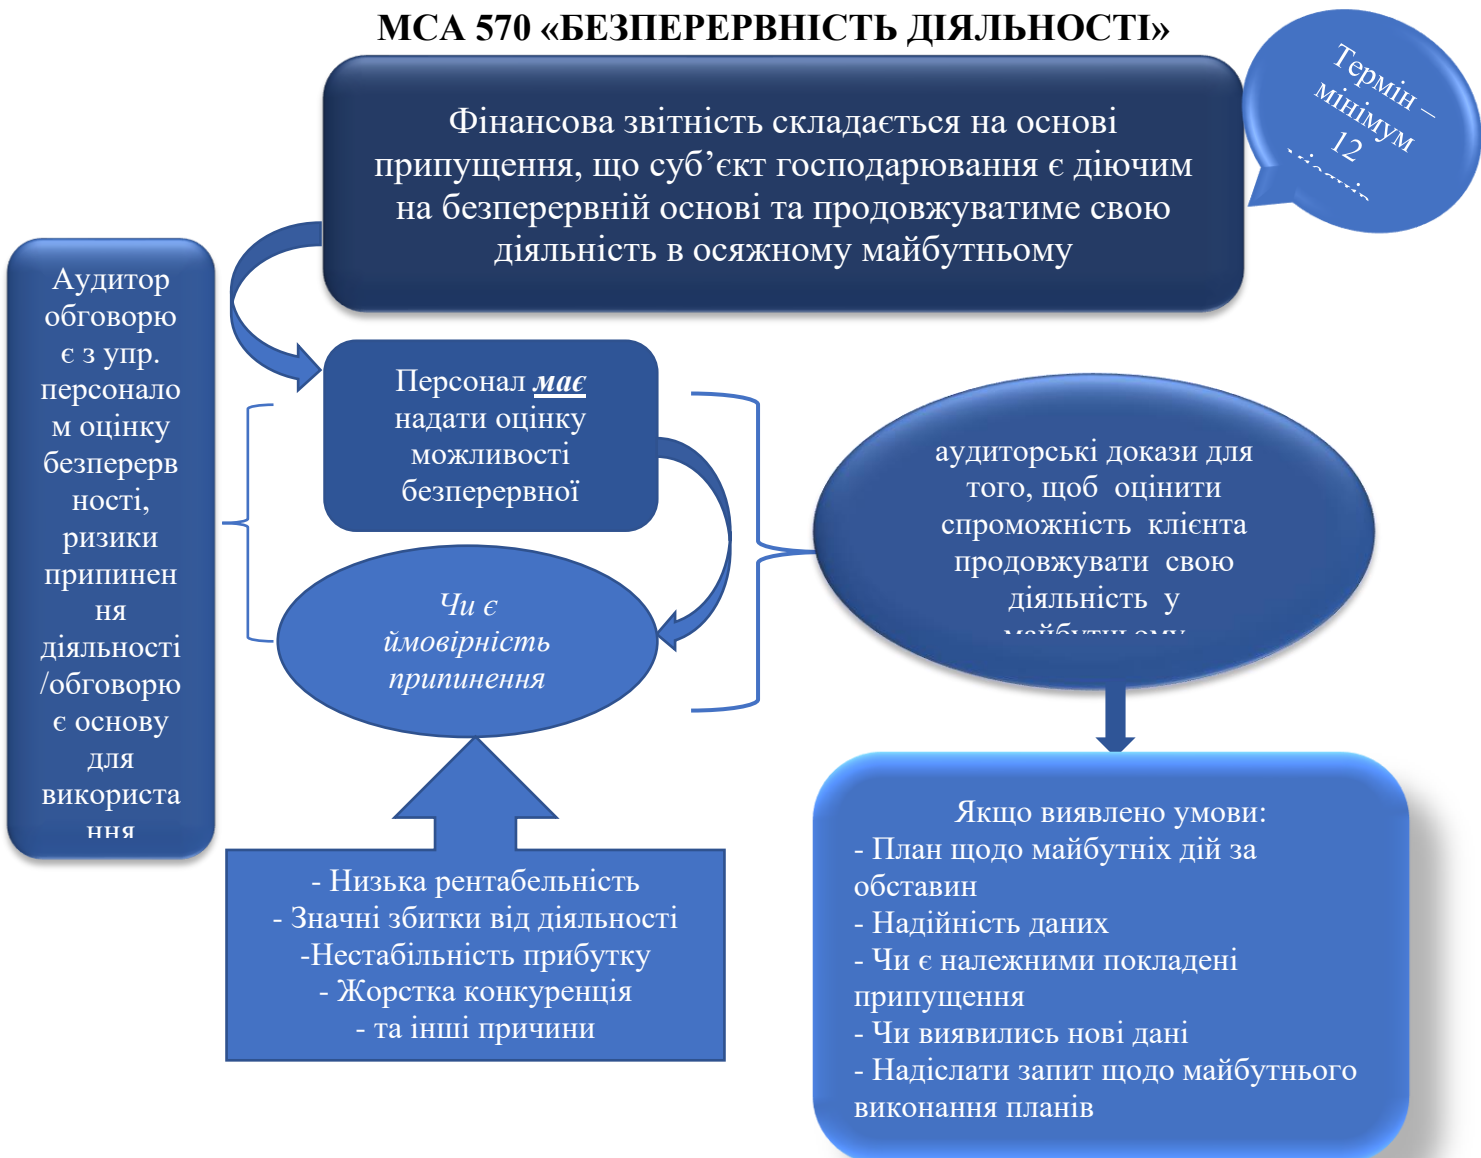 МСА 570 «БЕЗПЕРЕРВНІСТЬ ДІЯЛЬНОСТІ»
Термін –
мінімум
12
Фінансова звітність складається на основі
припущення, що суб’єкт господарювання є діючим
на безперервній основі та продовжуватиме свою
діяльність в осяжному майбутньому
Аудитор
обговорю
є з упр.
персонало
м оцінку
безперерв
ності,
ризики
припинен
ня
діяльності
/обговорю
є основу
для
використа
ння
Персонал має
надати оцінку
можливості
безперервної
Чи є
ймовірність
припинення
- Низька рентабельність
- Значні збитки від діяльності
-Нестабільність прибутку
- Жорстка конкуренція
- та інші причини
аудиторські докази для
того, щоб оцінити
спроможність клієнта
продовжувати свою
діяльність у
майбутньому
Якщо виявлено умови:
- План щодо майбутніх дій за
обставин
- Надійність даних
- Чи є належними покладені
припущення
- Чи виявились нові дані
- Надіслати запит щодо майбутнього
виконання планів